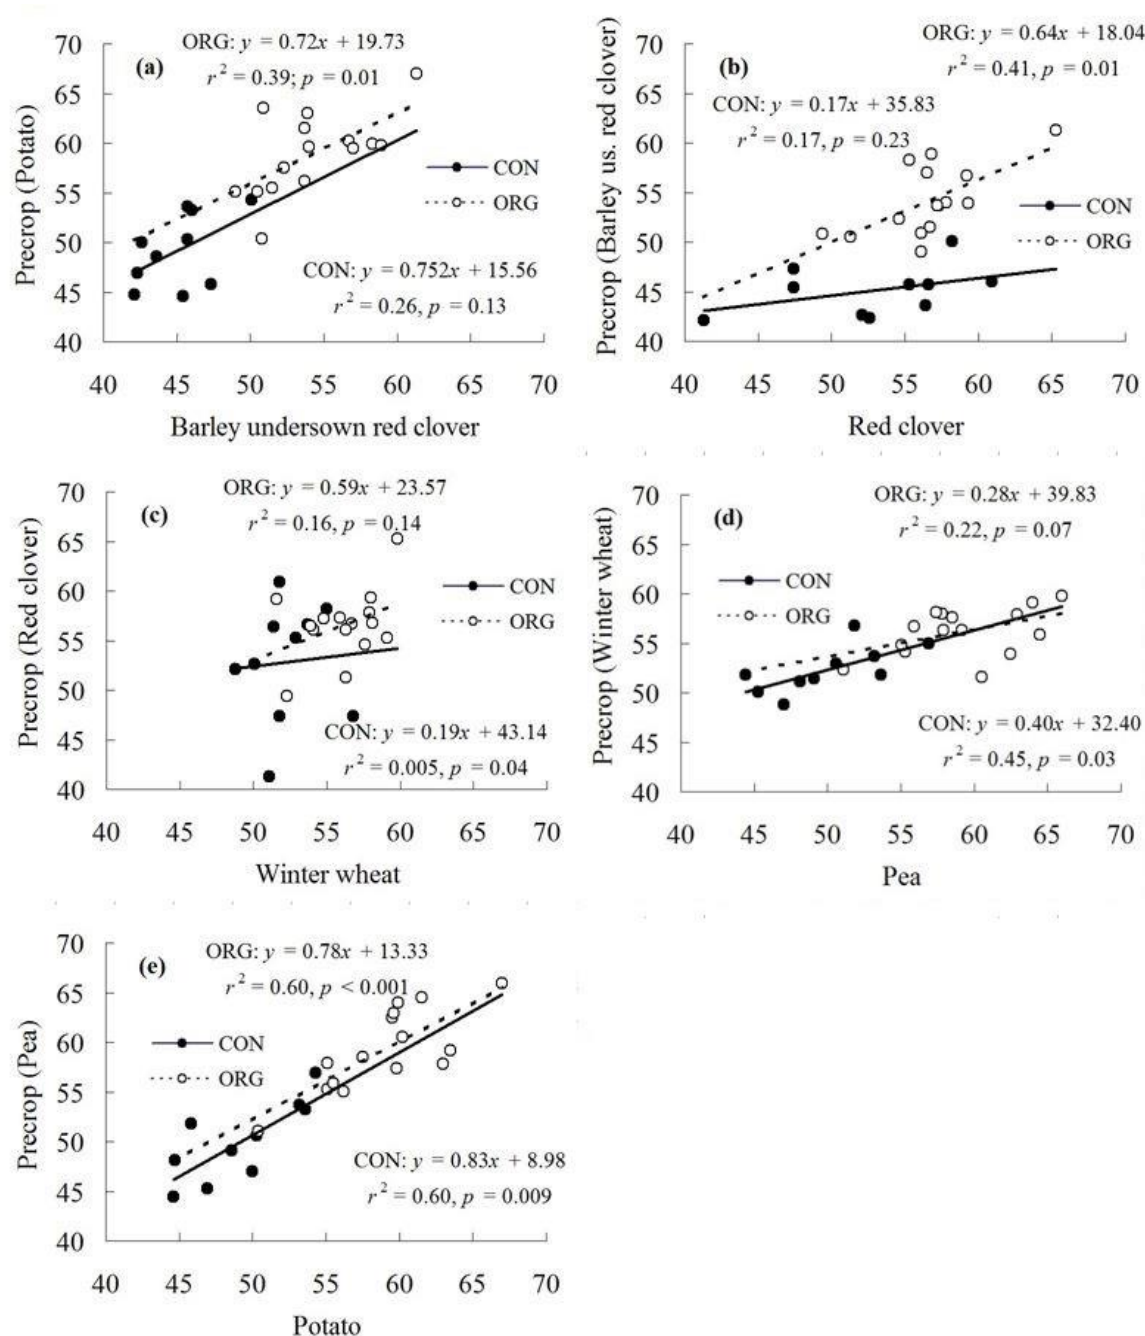 (a)
ORG: y = 0.72x + 19.73
r² = 0.39; p = 0.01
70
65
60
55
50
45
40
Precrop (Potato)
CON
ORG
CON: y = 0.752x + 15.56
r² = 0.26, p = 0.13
40 45 50 55 60 65 70
Barley undersown red clover
(b)
ORG: y = 0.64x + 18.04
r² = 0.41, p = 0.01
CON: y = 0.17x + 35.83
r² = 0.17, p = 0.23
70
65
60
55
50
45
40
Precrop (Barley us. red clover)
CON
ORG
40 45 50 55 60 65 70
Red clover
(c)
ORG: y = 0.59x + 23.57
r² = 0.16, p = 0.14
70
65
60
55
50
45
40
Precrop (Red clover)
CON
ORG
CON: y = 0.19x + 43.14
r² = 0.005, p = 0.04
40 45 50 55 60 65 70
Winter wheat
(d)
ORG: y = 0.28x + 39.83
r² = 0.22, p = 0.07
70
65
60
55
50
45
40
Precrop (Winter wheat)
CON
ORG
CON: y = 0.40x + 32.40
r² = 0.45, p = 0.03
40 45 50 55 60 65 70
Pea
(e)
ORG: y = 0.78x + 13.33
r² = 0.60, p < 0.001
70
65
60
55
50
45
40
Precrop (Pea)
CON
ORG
CON: y = 0.83x + 8.98
r² = 0.60, p = 0.009
40 45 50 55 60 65 70
Potato